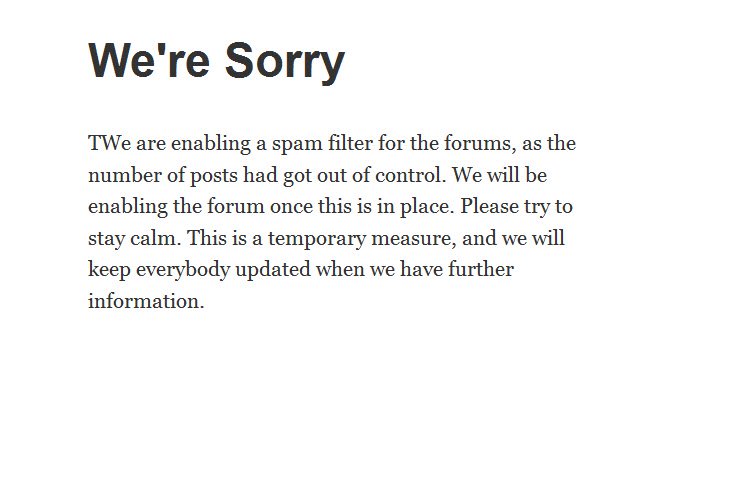 We're Sorry
TWe are enabling a spam filter for the forums, as the
number of posts had got out of control. We will be
enabling the forum once this is in place. Please try to
stay calm. This is a temporary measure, and we will
keep everybody updated when we have further
information.